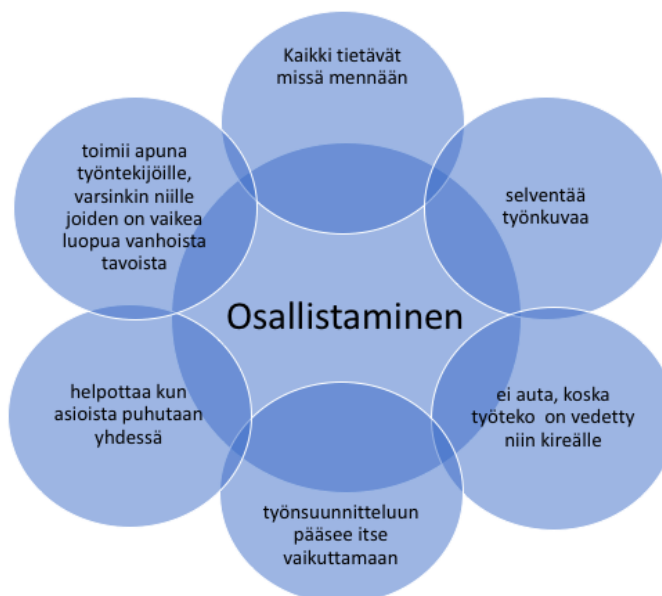 Kaikki tietävät
missä mennään
toimii apuna
työntekijöille,
varsinkin niille
joiden on vaikea
luopua vanhoista
tavoista
selventää
työnkuvaa
Osallistaminen
helpottaa kun
asioista puhutaan
yhdessä
ei auta, koska
työteko on vedetty
niin kireälle
työnsuunnitteluun
pääsee itse
vaikuttamaan